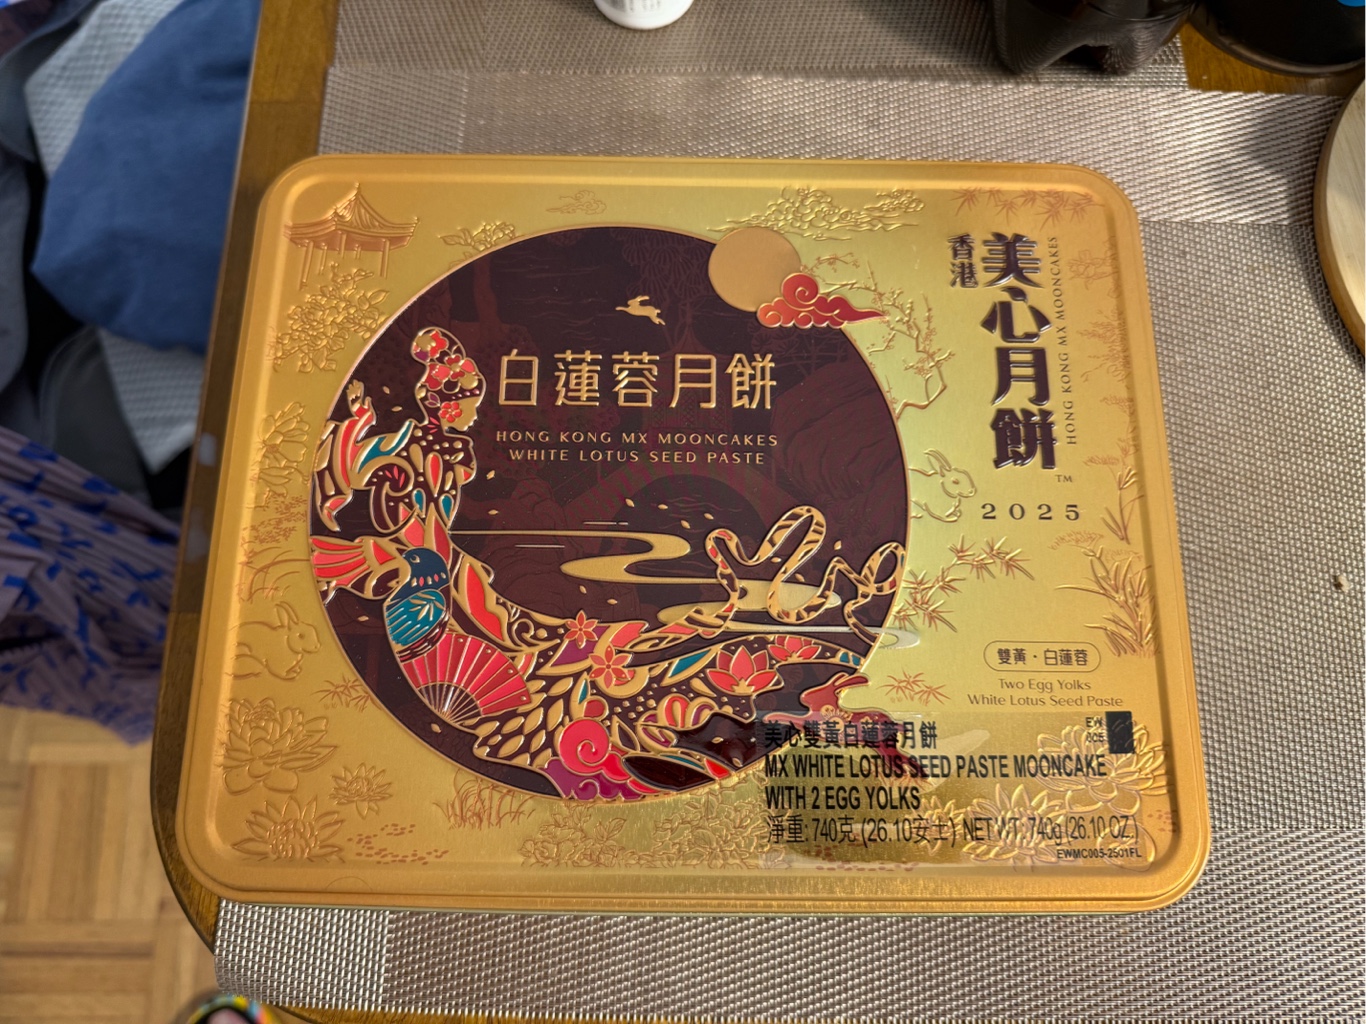 白蓮蓉月餅
HONG KONG MX MOONCAKES
WHITE LOTUS SEED PASTE
香港
美心月餅
HONG KONG MX MOONCAKES
TM
2025
雙黃·白蓮蓉
Two Egg Yolks
White Lotus Seed Paste
美心雙黃白蓮蓉月餅
MX WHITE LOTUS SEED PASTE MOONCAKE
WITH 2 EGG YOLKS
淨重: 740克 (26.10安士) NET WT: 740g (26.10 OZ.)
EWMC005-2501FL